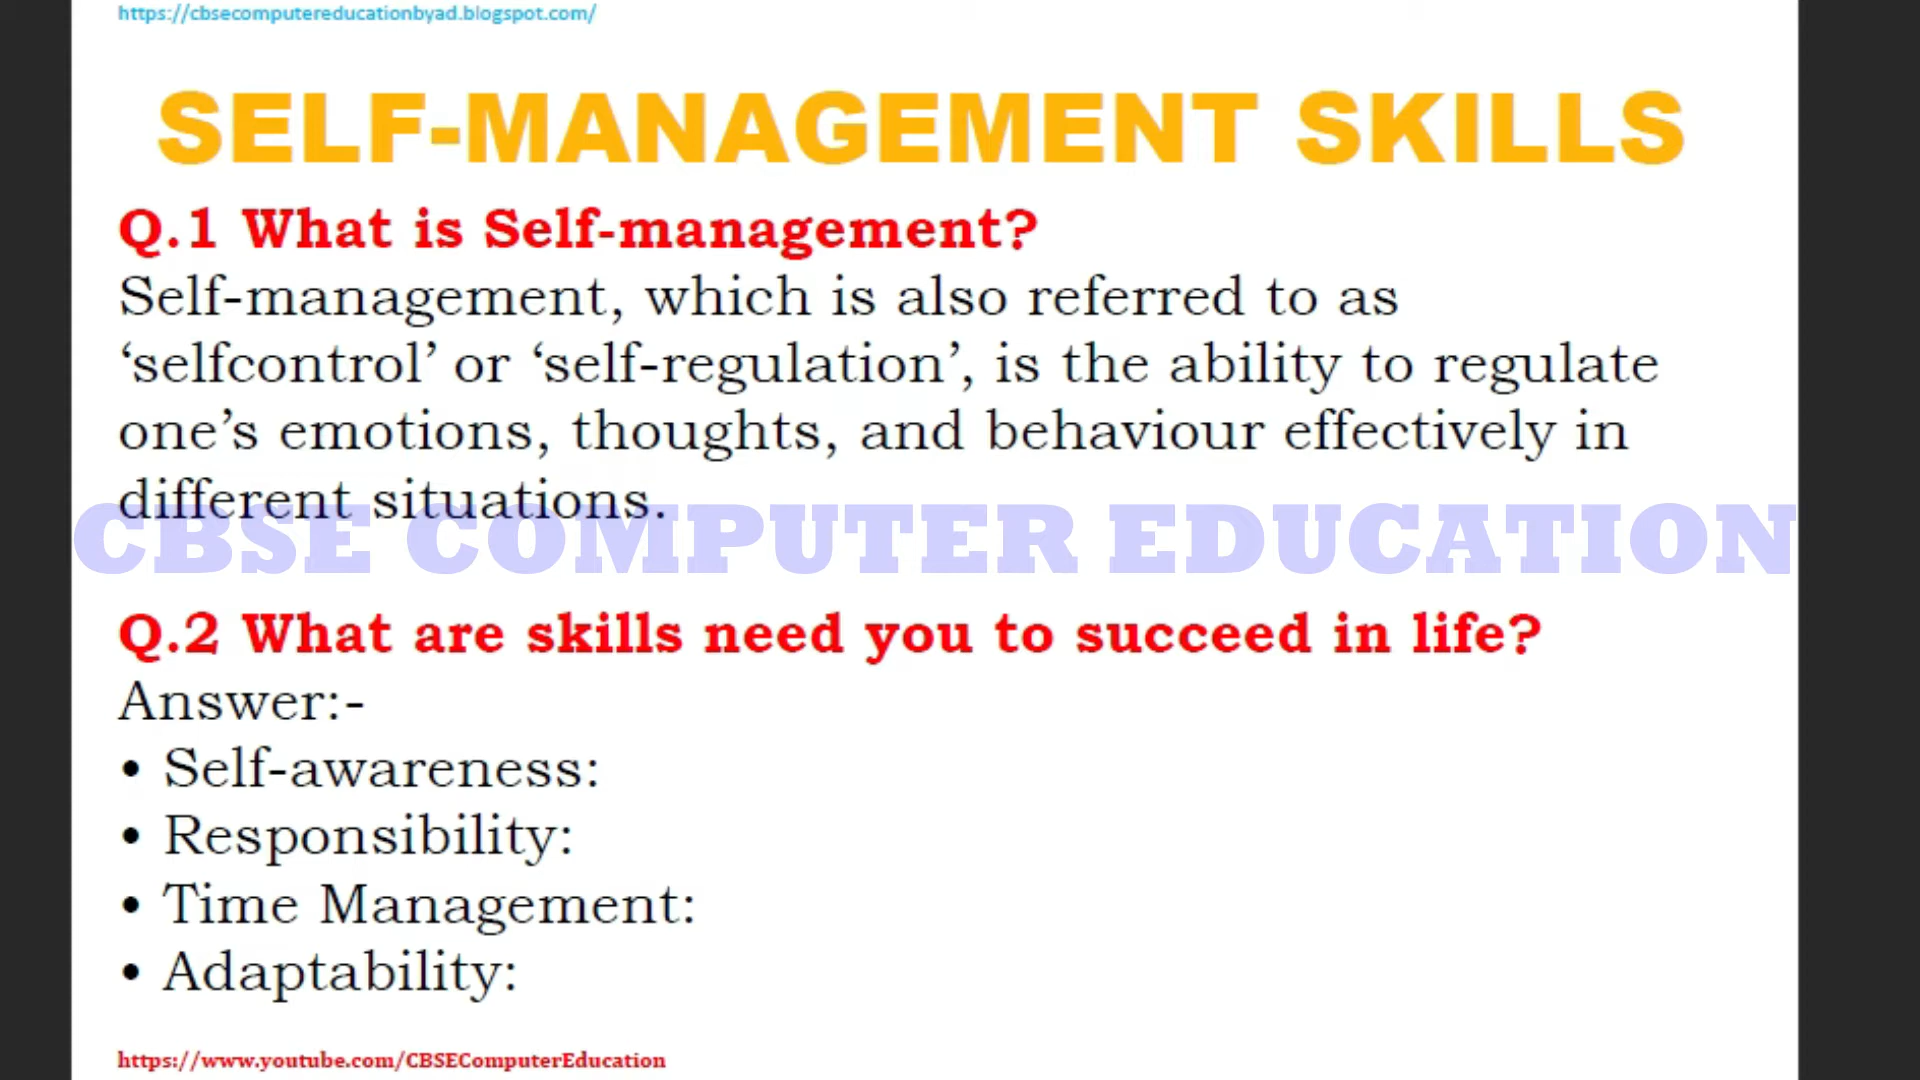 https://cbsecomputereducationbyad.blogspot.com/
SELF-MANAGEMENT SKILLS
Q.1 What is Self-management?
Self-management, which is also referred to as
‘selfcontrol’ or ‘self-regulation’, is the ability to regulate
one’s emotions, thoughts, and behaviour effectively in
different situations.
CBSE COMPUTER EDUCATION
Q.2 What are skills need you to succeed in life?
Answer:-
• Self-awareness:
• Responsibility:
• Time Management:
• Adaptability:
https://www.youtube.com/CBSEComputerEducation